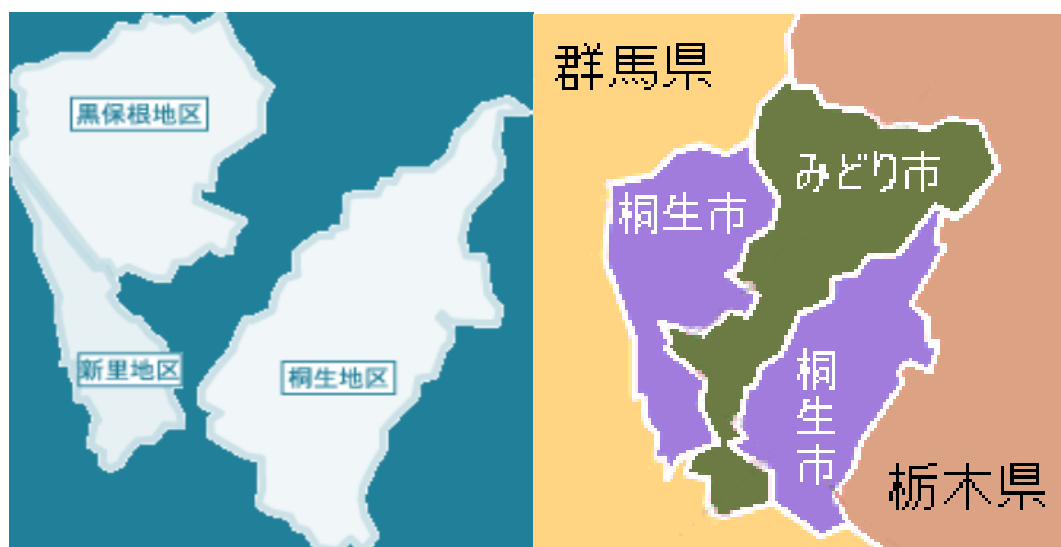 黒保根地区
新里地区
桐生地区
群馬県
みどり市
桐生市
桐生市
栃木県